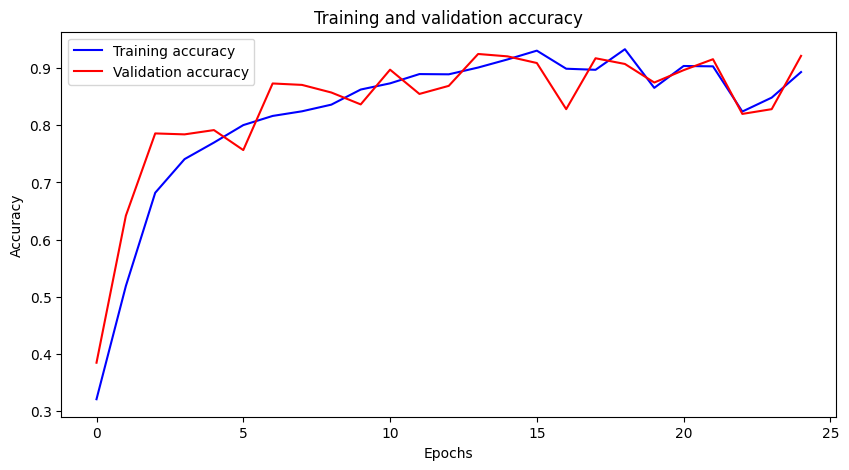 Training and validation accuracy
Training accuracy
Validation accuracy
0.9
0.8
0.7
0.6
0.5
0.4
0.3
Accuracy
0 5 10 15 20 25
Epochs